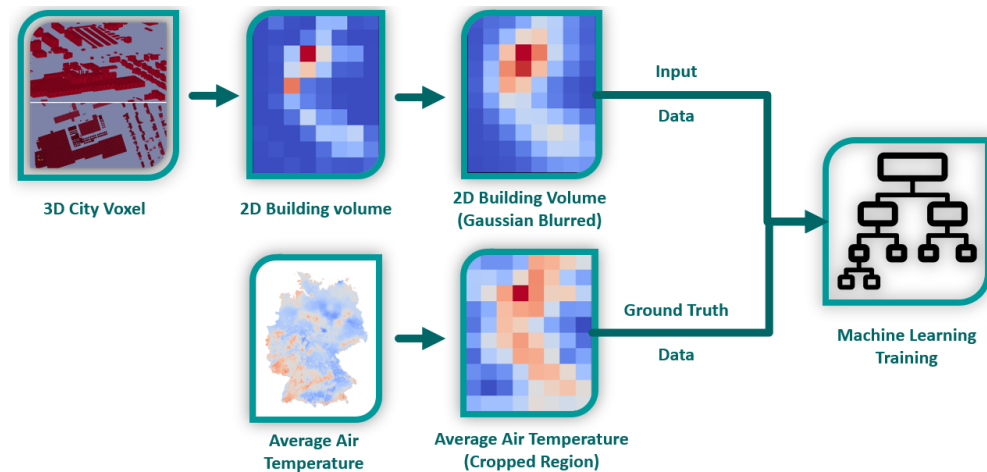 3D City Voxel
2D Building volume
2D Building Volume
(Gaussian Blurred)
Input
Data
Average Air
Temperature
Average Air Temperature
(Cropped Region)
Ground Truth
Data
Machine Learning
Training